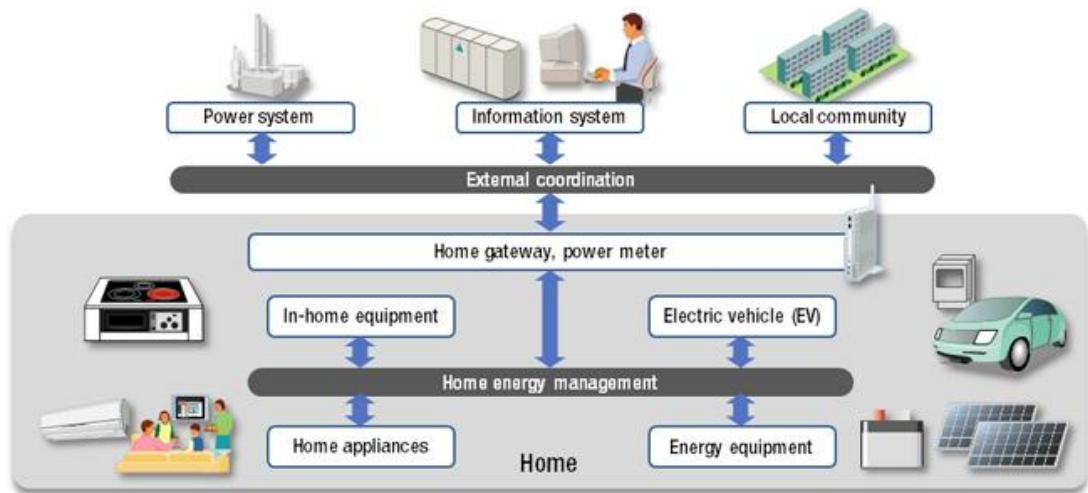 Power system
Information system
Local community
External coordination
Home gateway, power meter
In-home equipment
Electric vehicle (EV)
Home energy management
Home appliances
Energy equipment
Home